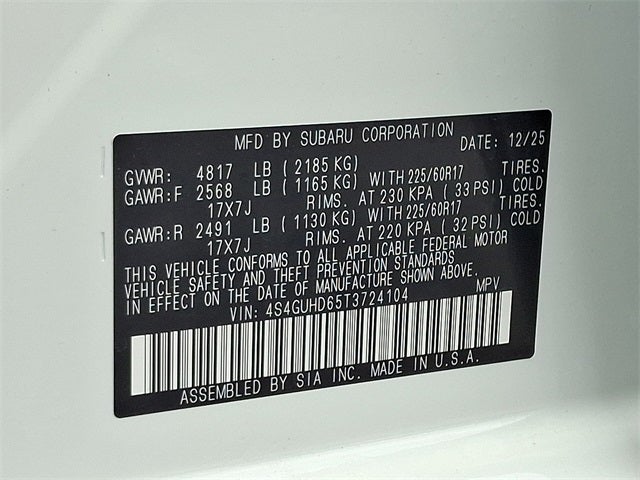 MFD BY SUBARU CORPORATION DATE: 12/25
GVWR: 4817 LB (2185 KG)
GAWR:F 2568 LB (1165 KG) WITH 225/60R17 TIRES.
17X7J RIMS. AT 230 KPA (33 PSI) COLD
GAWR:R 2491 LB (1130 KG) WITH 225/60R17 TIRES.
17X7J RIMS. AT 220 KPA (32 PSI) COLD
THIS VEHICLE CONFORMS TO ALL APPLICABLE FEDERAL MOTOR
VEHICLE SAFETY AND THEFT PREVENTION STANDARDS
IN EFFECT ON THE DATE OF MANUFACTURE SHOWN ABOVE.
VIN: 4S4GUHD65T3724104 MPV
ASSEMBLED BY SIA INC. MADE IN U.S.A.